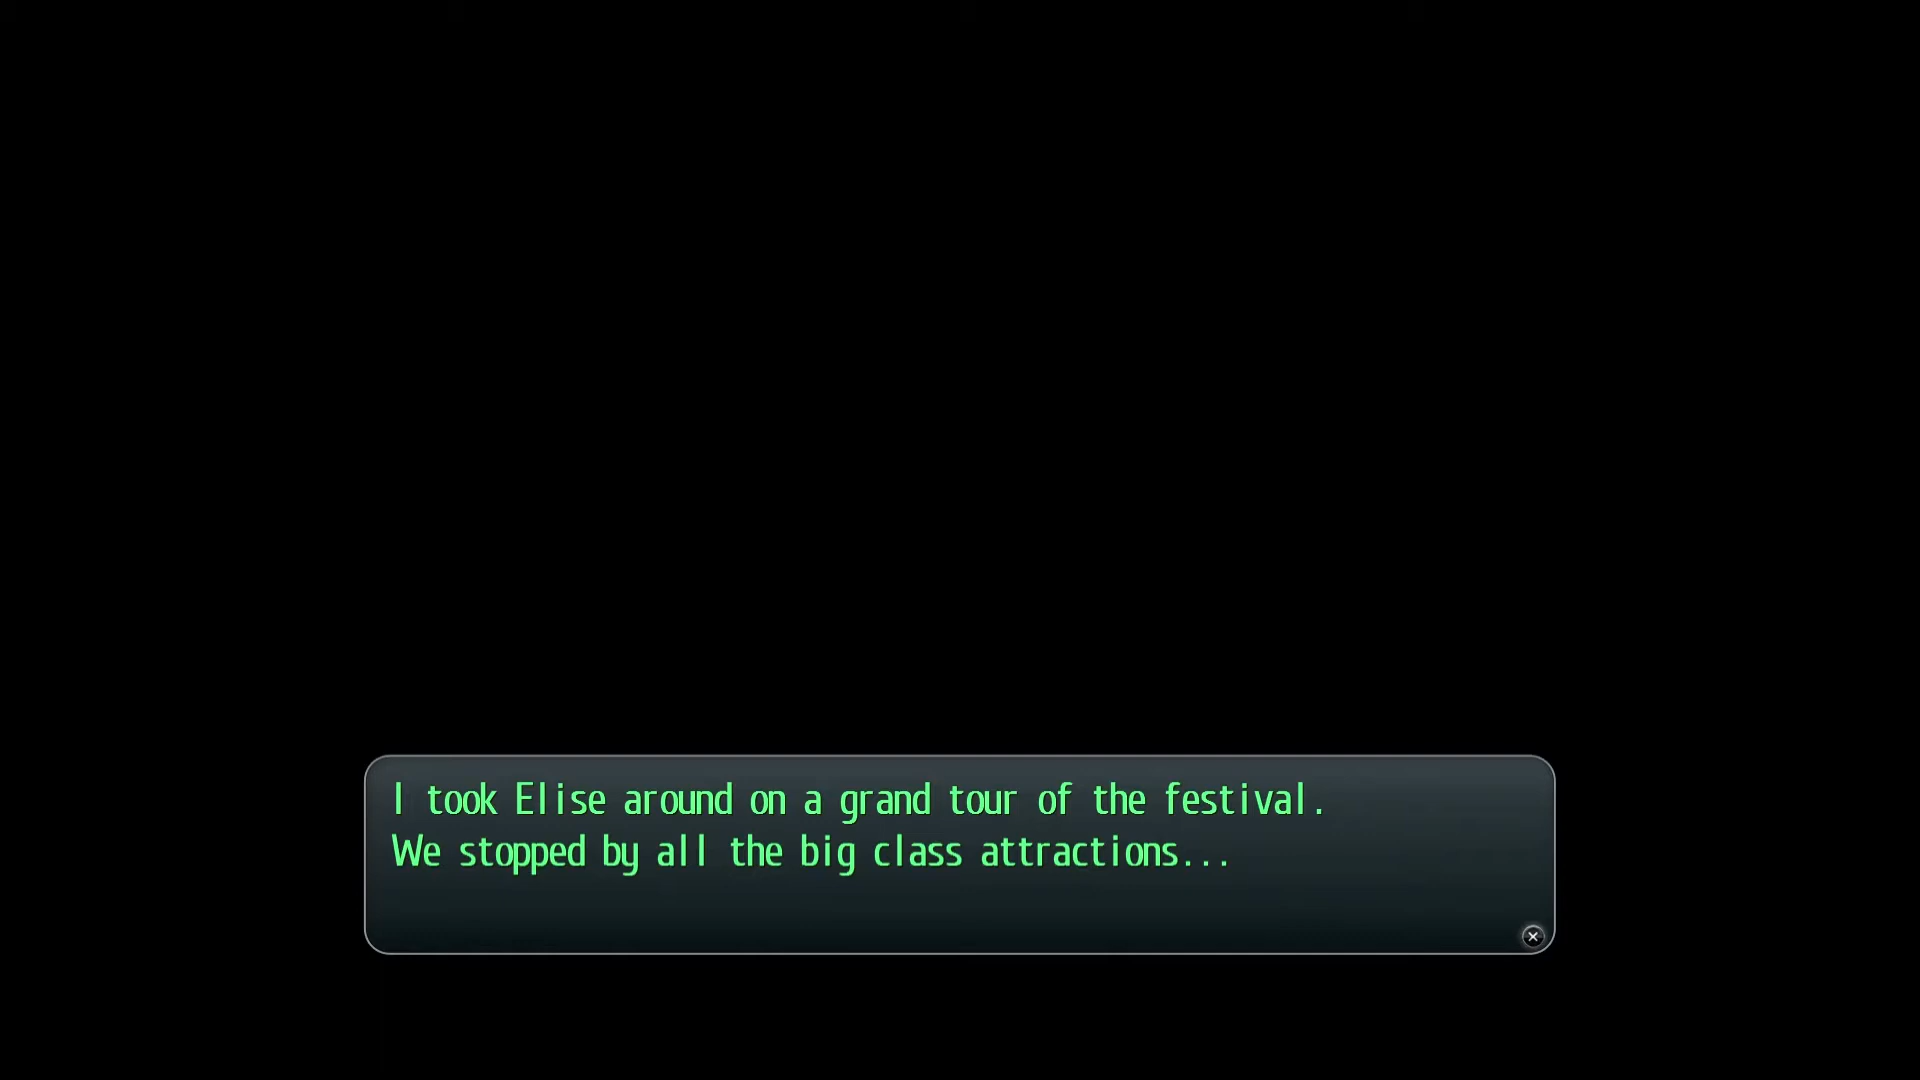 I took Elise around on a grand tour of the festival.
We stopped by all the big class attractions...